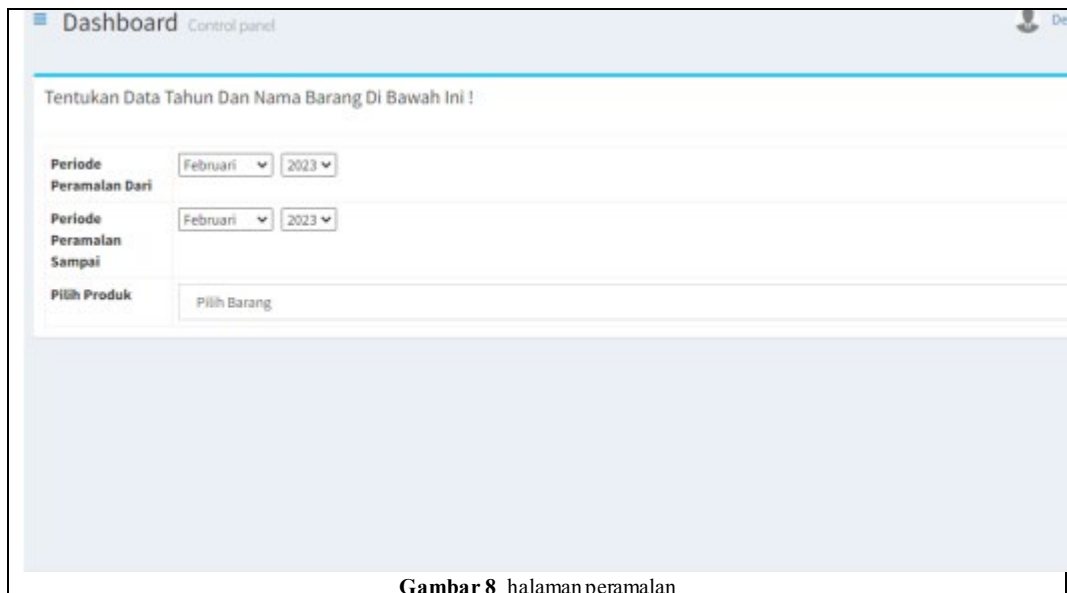 Dashboard Control panel
De
Tentukan Data Tahun Dan Nama Barang Di Bawah Ini !
Periode
Peramalan Dari
Februari 2023
Periode
Peramalan
Sampai
Februari 2023
Pilih Produk
Pilih Barang
Gambar 8 halaman peramalan